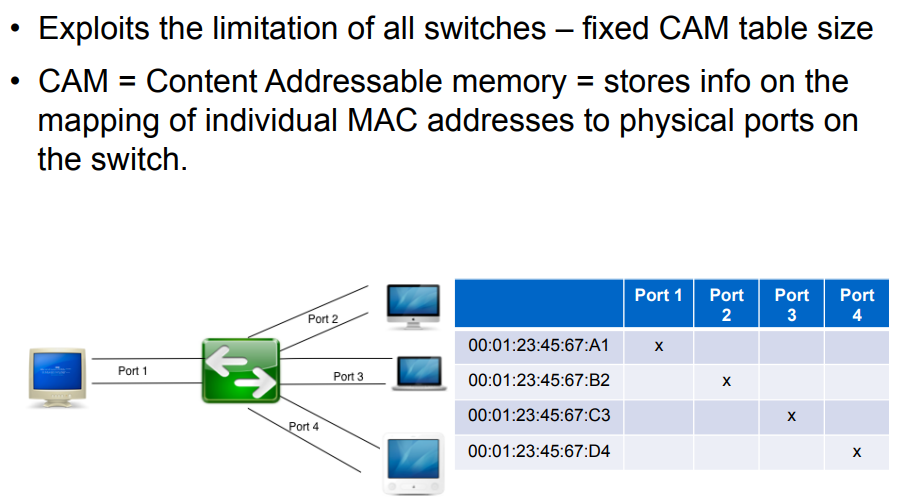 • Exploits the limitation of all switches – fixed CAM table size
• CAM = Content Addressable memory = stores info on the
mapping of individual MAC addresses to physical ports on
the switch.
Port 1
Port 2
Port 3
Port 4
Port 1 Port 2 Port 3 Port 4
00:01:23:45:67:A1 x
00:01:23:45:67:B2 x
00:01:23:45:67:C3 x
00:01:23:45:67:D4 x